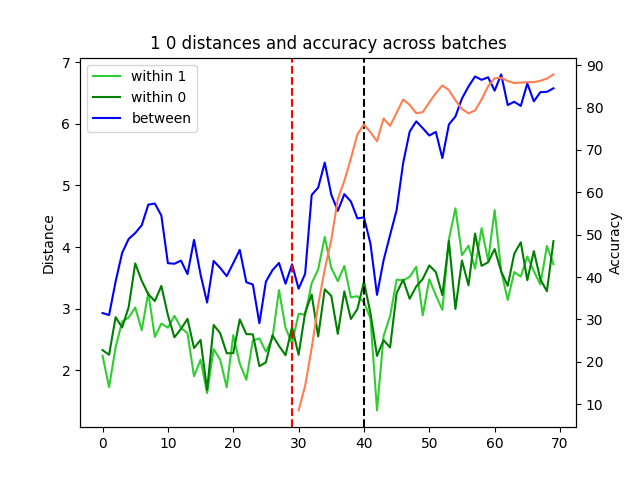 1 0 distances and accuracy across batches
within 1
within 0
between
Distance
7
6
5
4
3
2
Accuracy
90
80
70
60
50
40
30
20
10
0 10 20 30 40 50 60 70